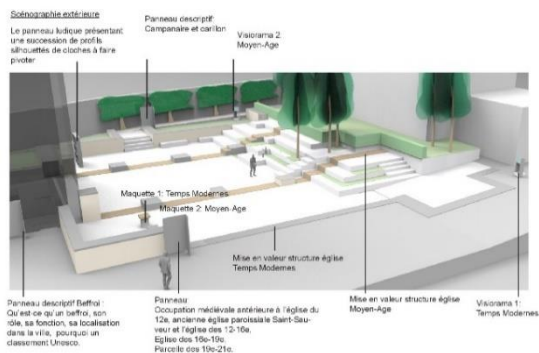 Scénographie extérieure
Le panneau ludique présentant
une succession de profils
silhouettés de cloches à faire
pivoter
Panneau descriptif:
Campanaire et carillon
Visiorama 2:
Moyen-Age
Maquette 1: Temps Modernes
Maquette 2: Moyen-Age
Mise en valeur structure église
Temps Modernes
Panneau descriptif Beffroi :
Qu'est-ce qu'un beffroi, son
rôle, sa fonction, sa localisation
dans la ville, pourquoi un
classement Unesco.
Panneau:
Occupation médiévale antérieure à l'église du
12e, ancienne église paroissiale Saint-Sau-
veur et l'église des 12-16e.
Eglise des 16e-19e.
Parcelle des 19e-21e.
Mise en valeur structure église
Moyen-Age
Visiorama 1:
Temps Modernes